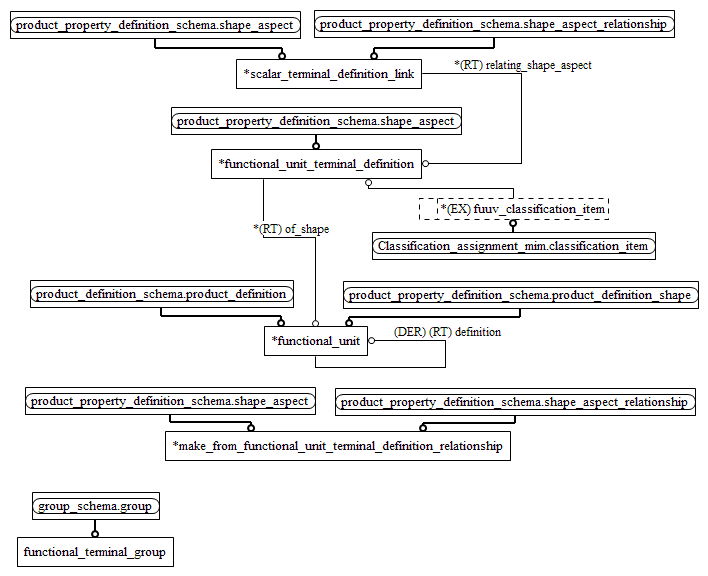 product_property_definition_schema.shape_aspect
product_property_definition_schema.shape_aspect_relationship
*scalar_terminal_definition_link
*(RT) relating_shape_aspect
product_property_definition_schema.shape_aspect
*functional_unit_terminal_definition
*(EX) fuuv_classification_item
*(RT) of_shape
Classification_assignment_mim.classification_item
product_definition_schema.product_definition
product_property_definition_schema.product_definition_shape
*functional_unit
(DER) (RT) definition
product_property_definition_schema.shape_aspect
product_property_definition_schema.shape_aspect_relationship
*make_from_functional_unit_terminal_definition_relationship
group_schema.group
functional_terminal_group